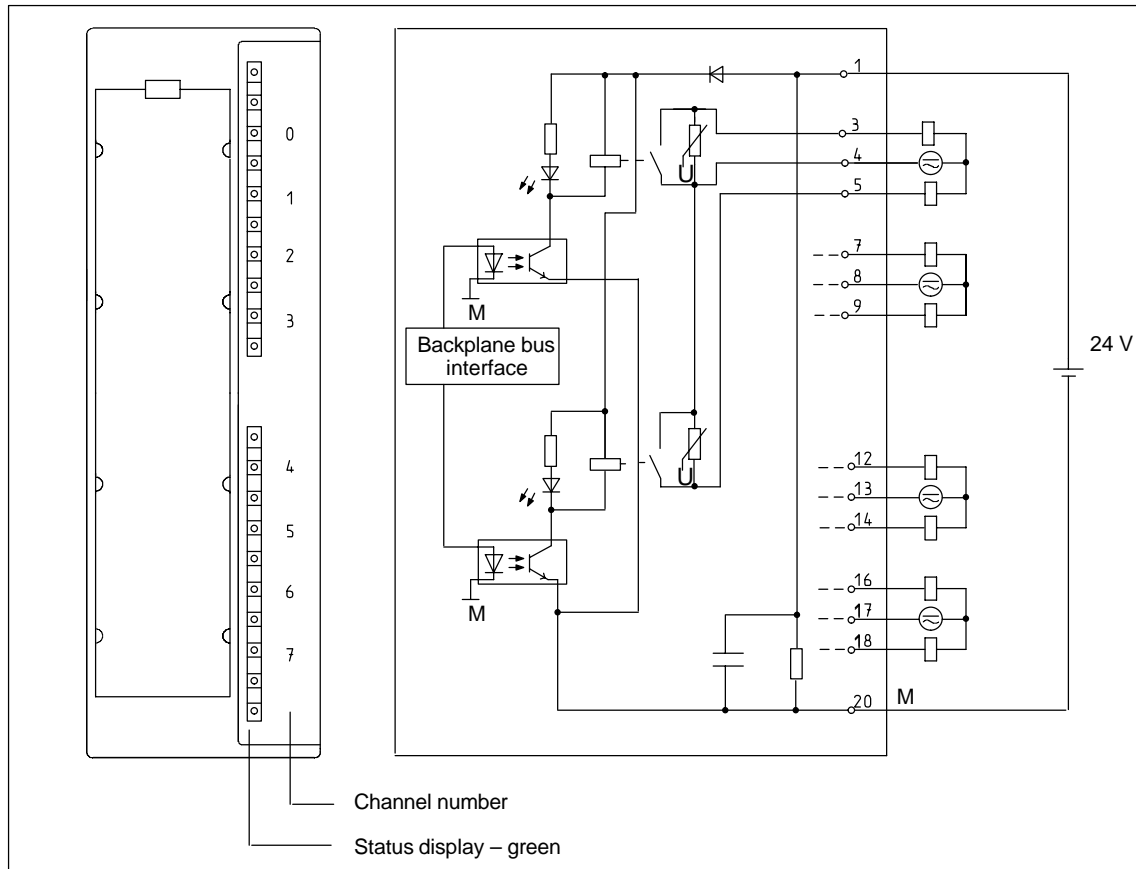 0
1
2
3
4
5
6
7
Channel number
Status display – green
U
M
Backplane bus
interface
U
M
1
3
4
5
7
8
9
12
13
14
16
17
18
20 M
24 V